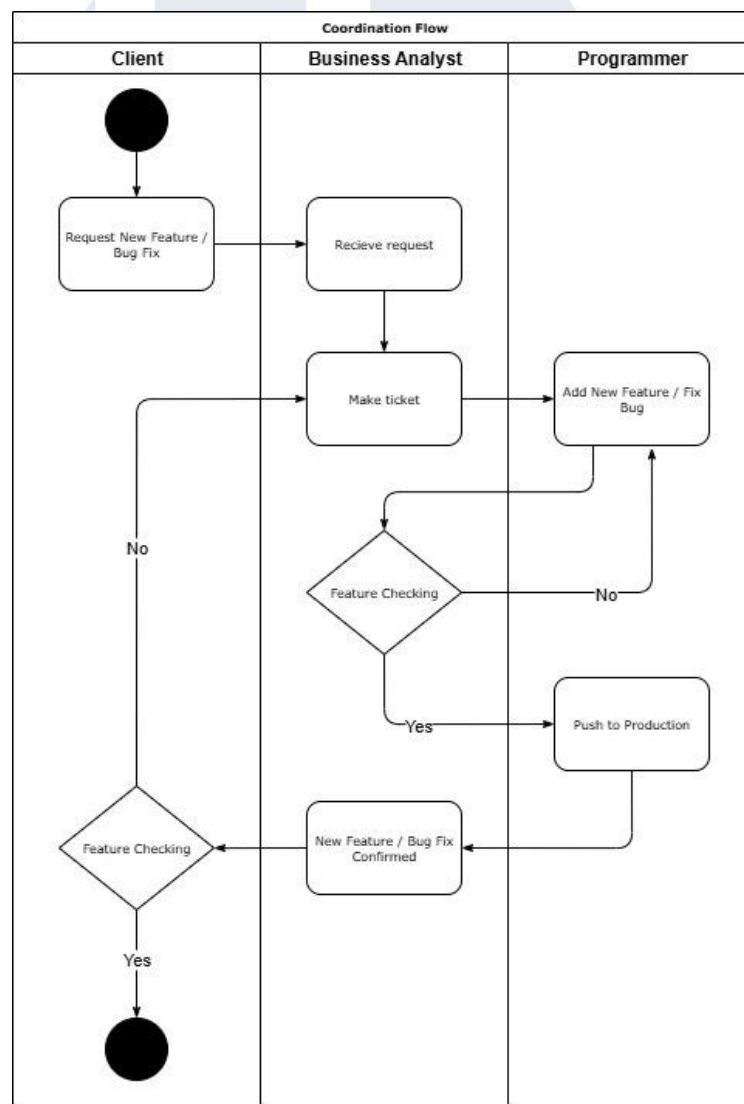 Coordination Flow
Client
Business Analyst
Programmer
Request New Feature /
Bug Fix
Recieve request
Make ticket
Add New Feature / Fix
Bug
No
Feature Checking
No
Yes
Push to Production
Feature Checking
New Feature / Bug Fix
Confirmed
Yes